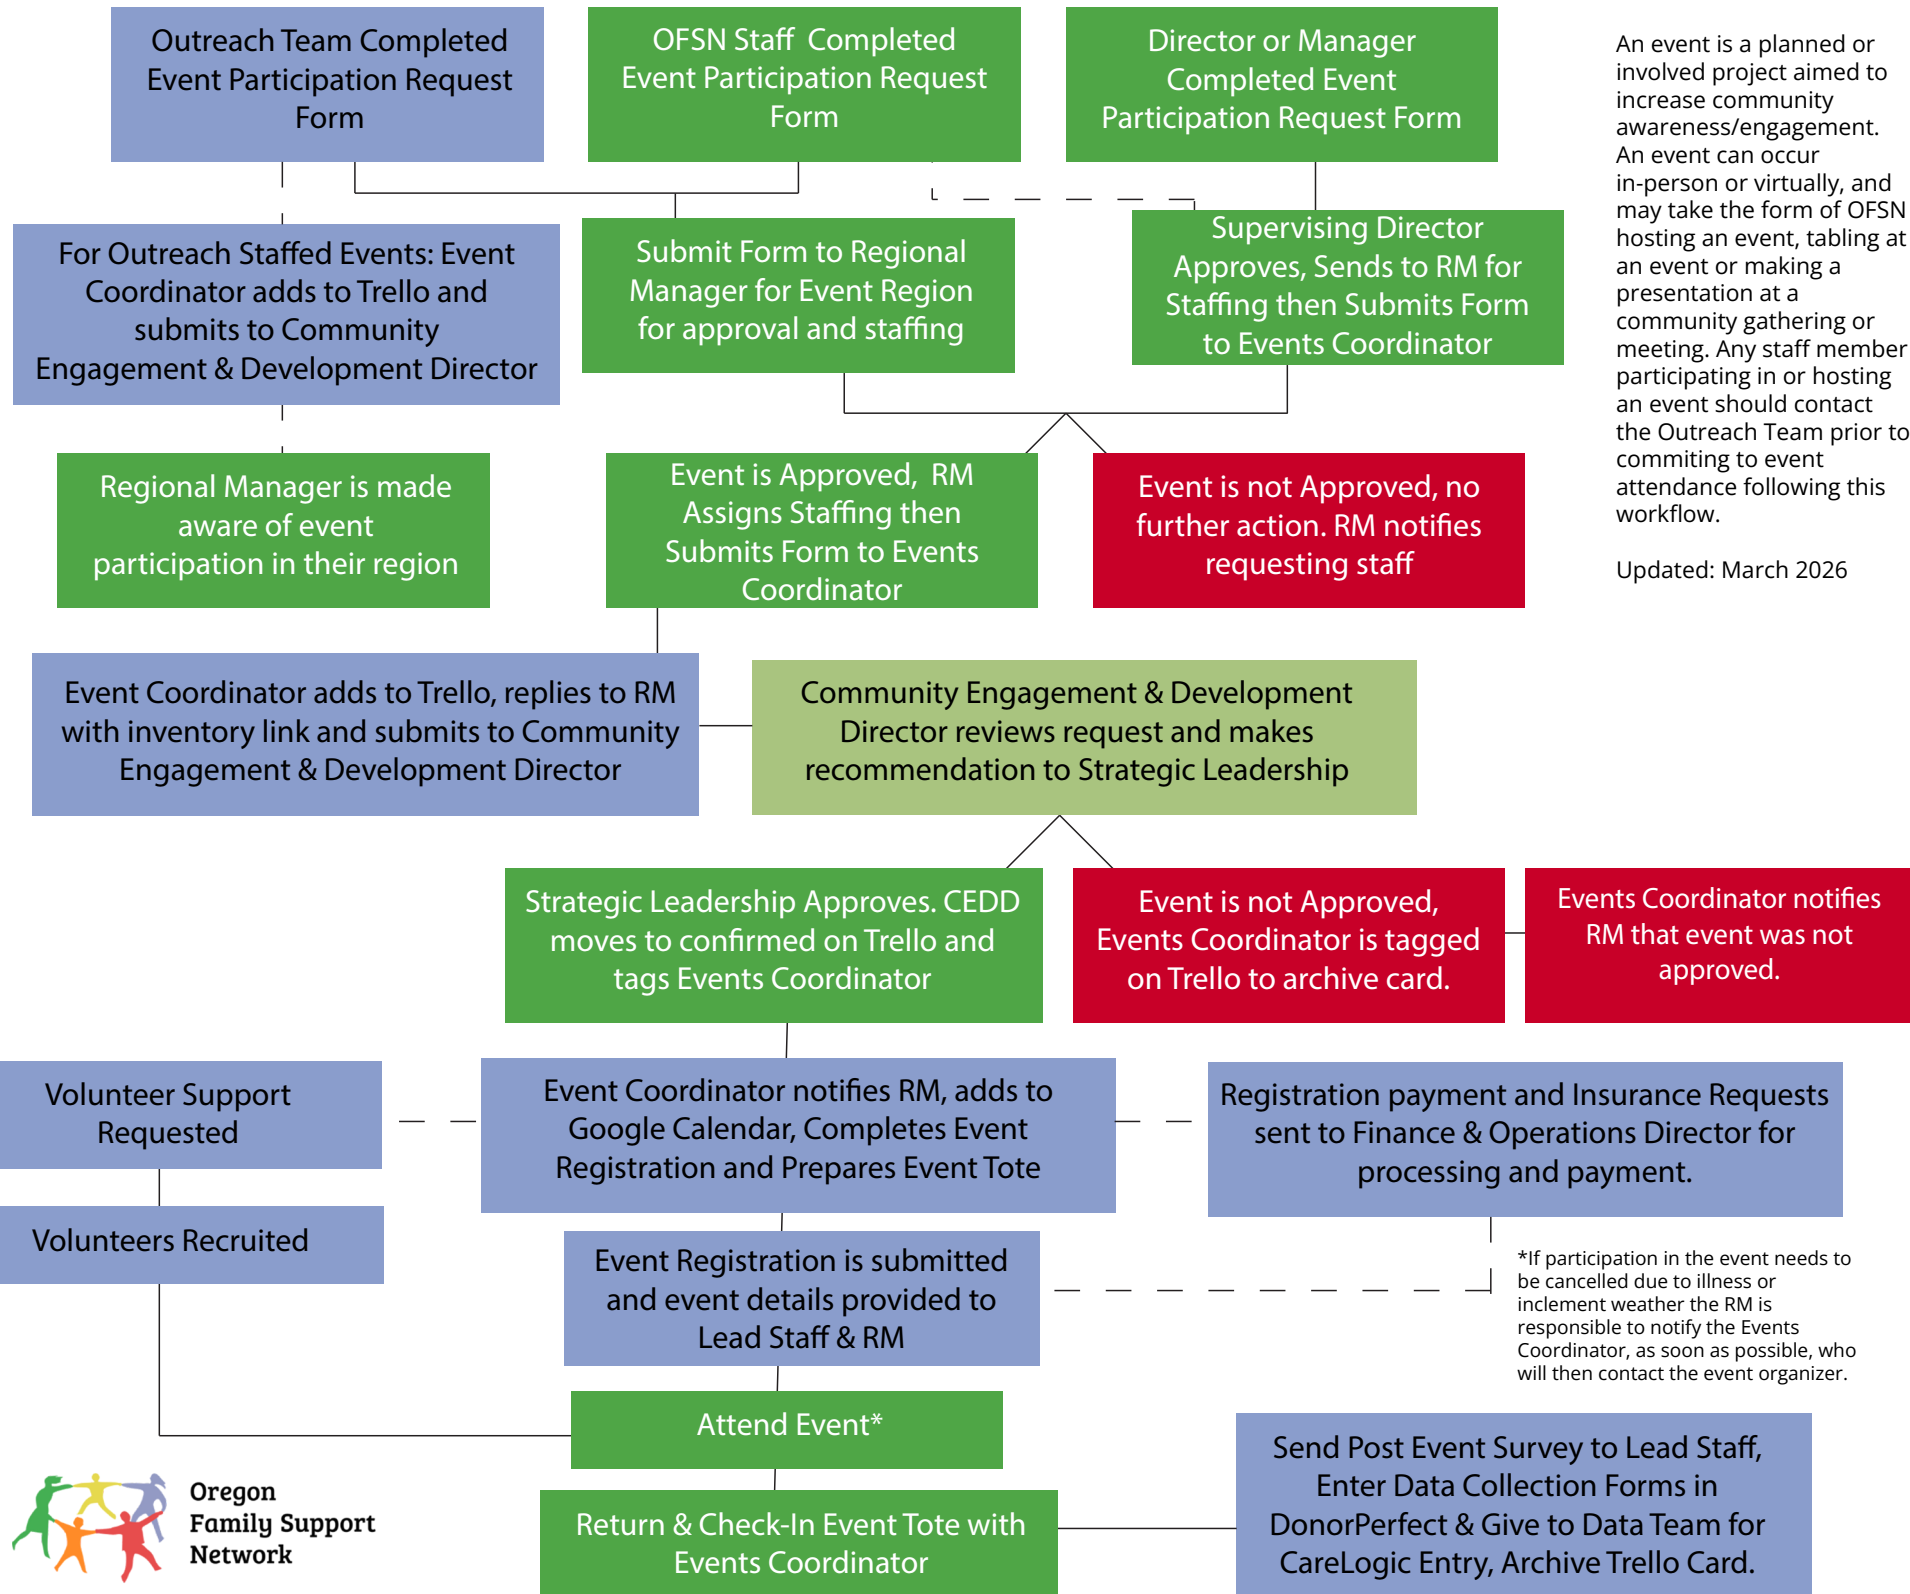 Outreach Team Completed
Event Participation Request
Form
OFSN Staff Completed
Event Participation Request
Form
Director or Manager
Completed Event
Participation Request Form
An event is a planned or
involved project aimed to
increase community
awareness/engagement.
An event can occur
in-person or virtually, and
may take the form of OFSN
hosting an event, tabling at
an event or making a
presentation at a
community gathering or
meeting. Any staff member
participating in or hosting
an event should contact
the Outreach Team prior to
commiting to event
attendance following this
workflow.
Updated: March 2026
For Outreach Staffed Events: Event
Coordinator adds to Trello and
submits to Community
Engagement & Development Director
Submit Form to Regional
Manager for Event Region
for approval and staffing
Supervising Director
Approves, Sends to RM for
Staffing then Submits Form
to Events Coordinator
Regional Manager is made
aware of event
participation in their region
Event is Approved, RM
Assigns Staffing then
Submits Form to Events
Coordinator
Event is not Approved, no
further action. RM notifies
requesting staff
Event Coordinator adds to Trello, replies to RM
with inventory link and submits to Community
Engagement & Development Director
Community Engagement & Development
Director reviews request and makes
recommendation to Strategic Leadership
Strategic Leadership Approves. CEDD
moves to confirmed on Trello and
tags Events Coordinator
Event is not Approved,
Events Coordinator is tagged
on Trello to archive card.
Events Coordinator notifies
RM that event was not
approved.
Volunteer Support
Requested
Event Coordinator notifies RM, adds to
Google Calendar, Completes Event
Registration and Prepares Event Tote
Registration payment and Insurance Requests
sent to Finance & Operations Director for
processing and payment.
Volunteers Recruited
Event Registration is submitted
and event details provided to
Lead Staff & RM
*If participation in the event needs to
be cancelled due to illness or
inclement weather the RM is
responsible to notify the Events
Coordinator, as soon as possible, who
will then contact the event organizer.
Attend Event*
Return & Check-In Event Tote with
Events Coordinator
Send Post Event Survey to Lead Staff,
Enter Data Collection Forms in
DonorPerfect & Give to Data Team for
CareLogic Entry, Archive Trello Card.
Oregon
Family Support
Network